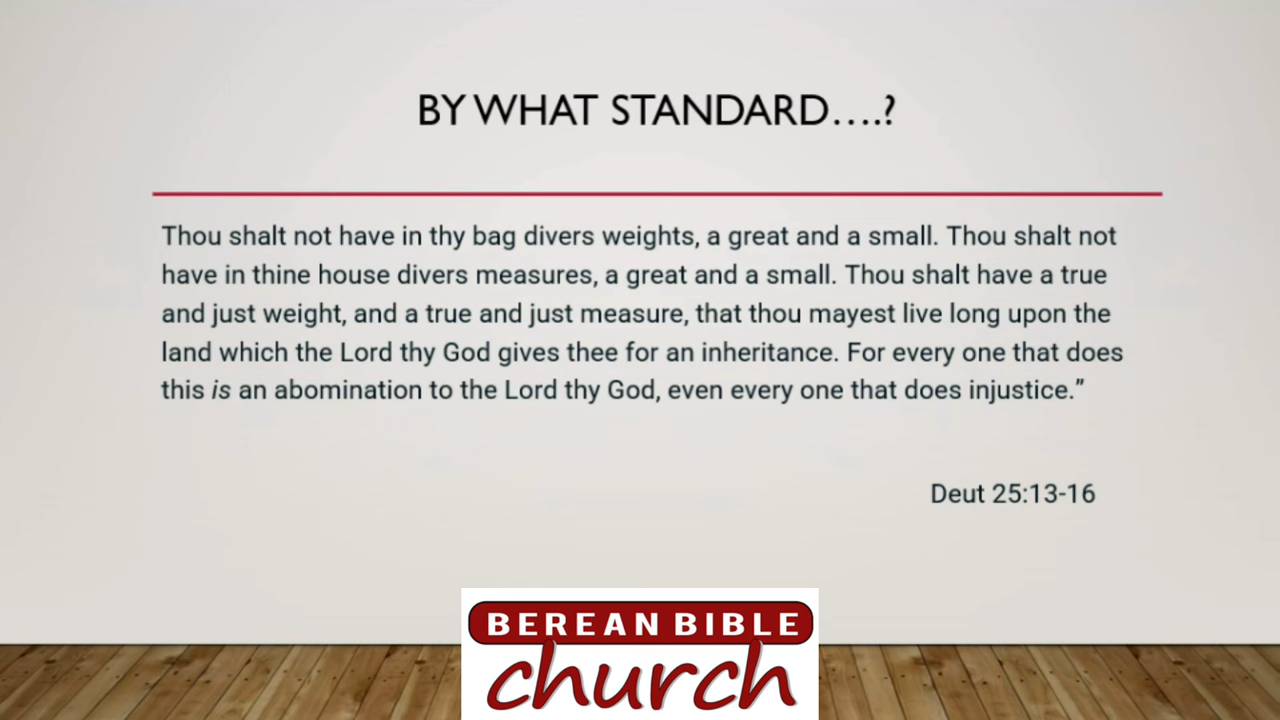 BY WHAT STANDARD....?
Thou shalt not have in thy bag divers weights, a great and a small. Thou shalt not
have in thine house divers measures, a great and a small. Thou shalt have a true
and just weight, and a true and just measure, that thou mayest live long upon the
land which the Lord thy God gives thee for an inheritance. For every one that does
this is an abomination to the Lord thy God, even every one that does injustice.”
Deut 25:13-16
BEREAN BIBLE
church